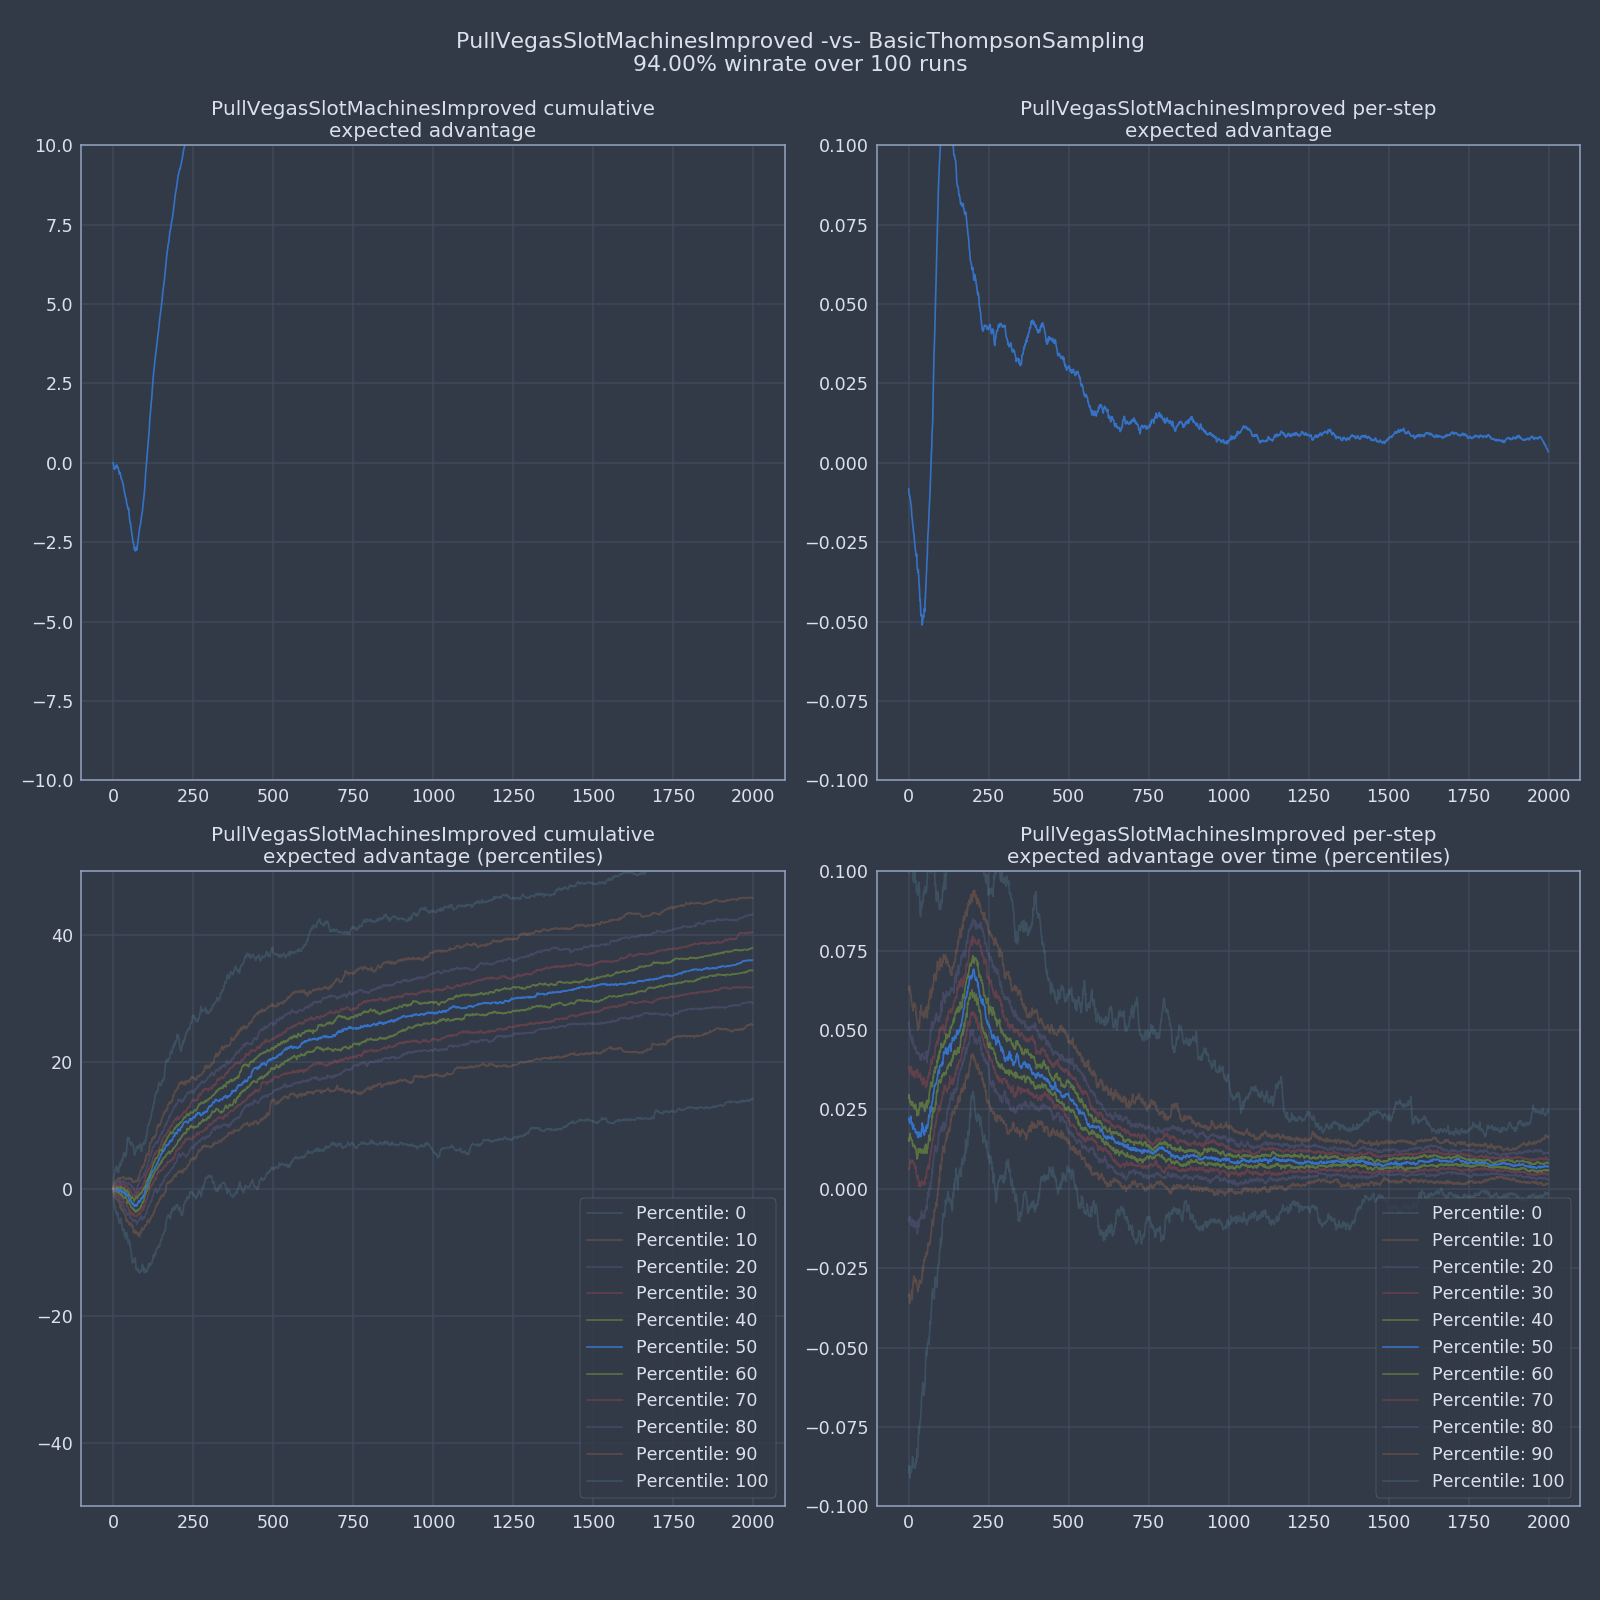 PullVegasSlotMachinesImproved -vs- BasicThompsonSampling
94.00% winrate over 100 runs
PullVegasSlotMachinesImproved cumulative
expected advantage
10.0
7.5
5.0
2.5
0.0
−2.5
−5.0
−7.5
−10.0
0 250 500 750 1000 1250 1500 1750 2000
PullVegasSlotMachinesImproved per-step
expected advantage
0.100
0.075
0.050
0.025
0.000
−0.025
−0.050
−0.075
−0.100
0 250 500 750 1000 1250 1500 1750 2000
PullVegasSlotMachinesImproved cumulative
expected advantage (percentiles)
40
20
0
−20
−40
Percentile: 0
Percentile: 10
Percentile: 20
Percentile: 30
Percentile: 40
Percentile: 50
Percentile: 60
Percentile: 70
Percentile: 80
Percentile: 90
Percentile: 100
0 250 500 750 1000 1250 1500 1750 2000
PullVegasSlotMachinesImproved per-step
expected advantage over time (percentiles)
0.100
0.075
0.050
0.025
0.000
−0.025
−0.050
−0.075
−0.100
Percentile: 0
Percentile: 10
Percentile: 20
Percentile: 30
Percentile: 40
Percentile: 50
Percentile: 60
Percentile: 70
Percentile: 80
Percentile: 90
Percentile: 100
0 250 500 750 1000 1250 1500 1750 2000